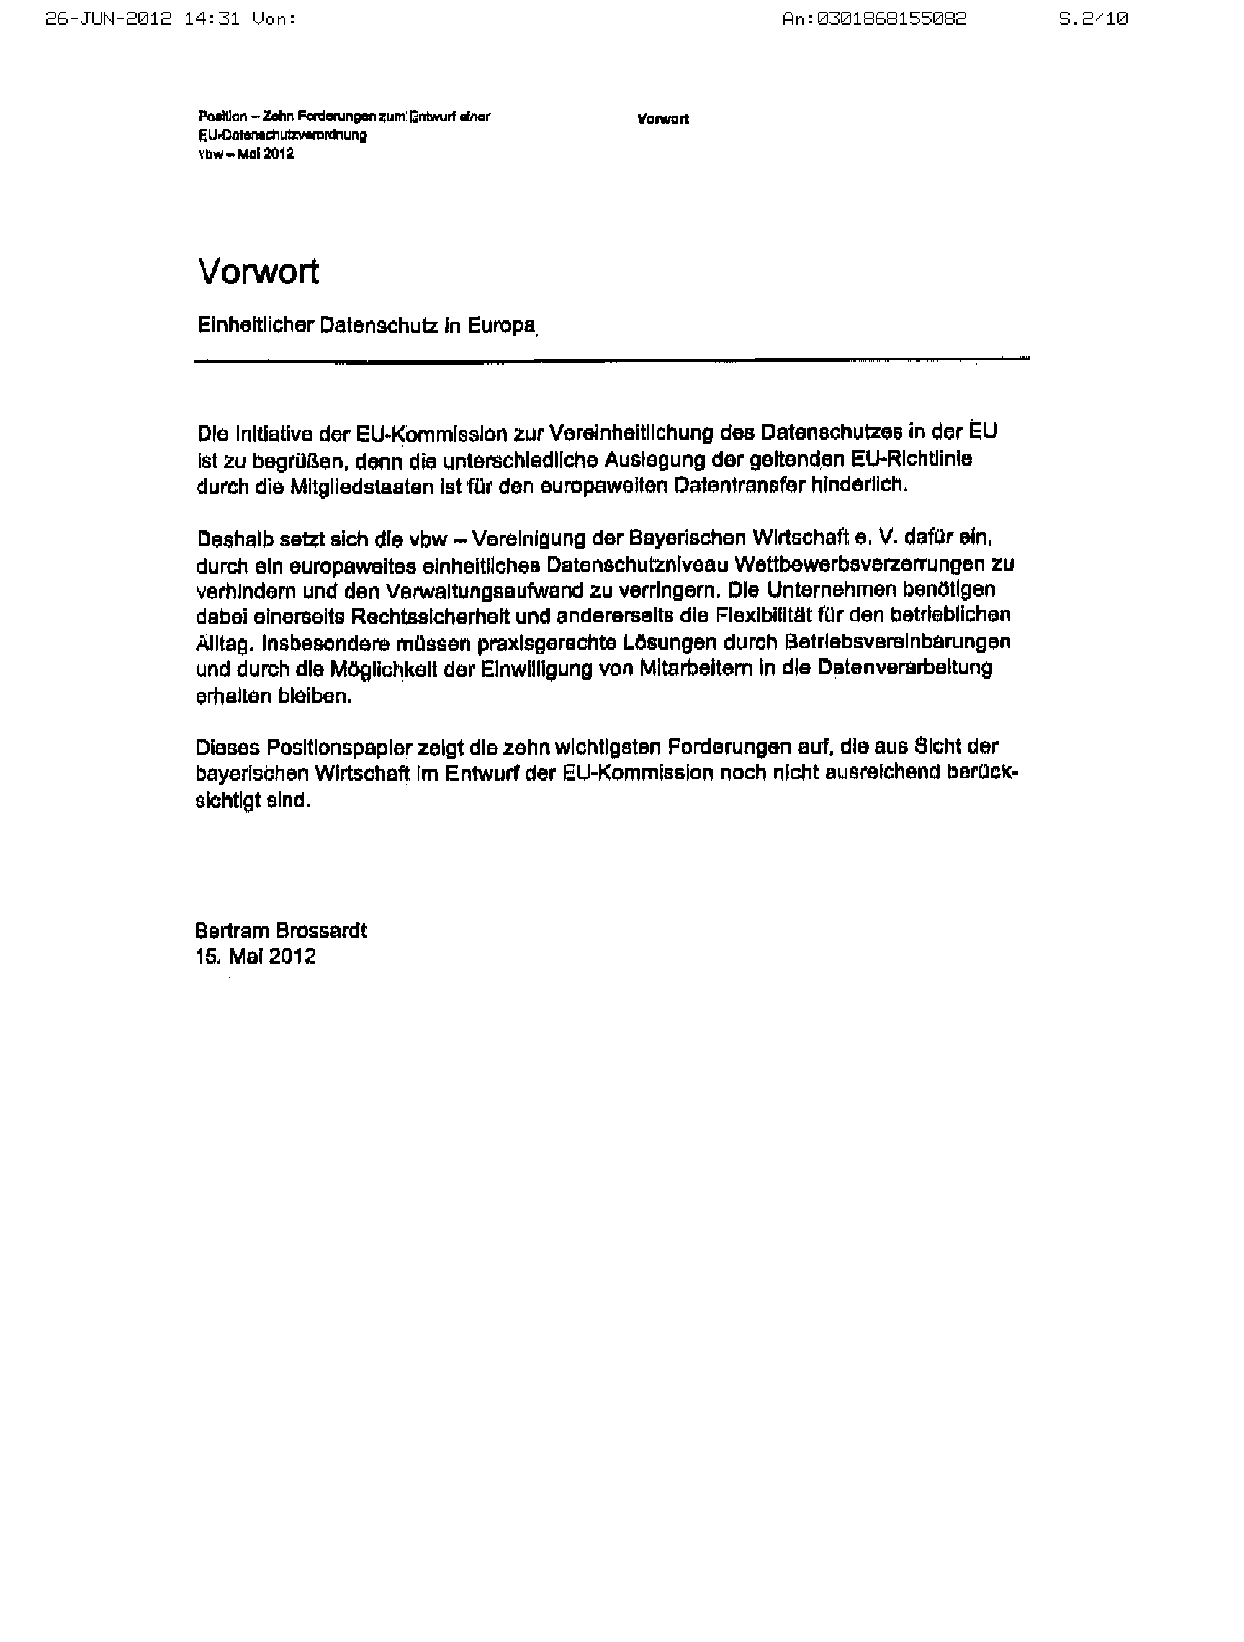 26-JUN-2012 14:31 Von: An:0301868155082 S.2/10
Position – Zehn Forderungen zum Entwurf einer Vorwort
EU-Datenschutzverordnung
vbw – Mai 2012
Vorwort
Einheitlicher Datenschutz in Europa
Die Initiative der EU-Kommission zur Vereinheitlichung des Datenschutzes in der EU
ist zu begrüßen, denn die unterschiedliche Auslegung der geltenden EU-Richtlinie
durch die Mitgliedstaaten ist für den europaweiten Datentransfer hinderlich.
Deshalb setzt sich die vbw – Vereinigung der Bayerischen Wirtschaft e. V. dafür ein,
durch ein europaweites einheitliches Datenschutzniveau Wettbewerbsverzerrungen zu
verhindern und den Verwaltungsaufwand zu verringern. Die Unternehmen benötigen
dabei einerseits Rechtssicherheit und andererseits die Flexibilität für den betrieblichen
Alltag. Insbesondere müssen praxisgerechte Lösungen durch Betriebsvereinbarungen
und durch die Möglichkeit der Einwilligung von Mitarbeitern in die Datenverarbeitung
erhalten bleiben.
Dieses Positionspapier zeigt die zehn wichtigsten Forderungen auf, die aus Sicht der
bayerischen Wirtschaft im Entwurf der EU-Kommission noch nicht ausreichend berück-
sichtigt sind.
Bertram Brossardt
15. Mai 2012